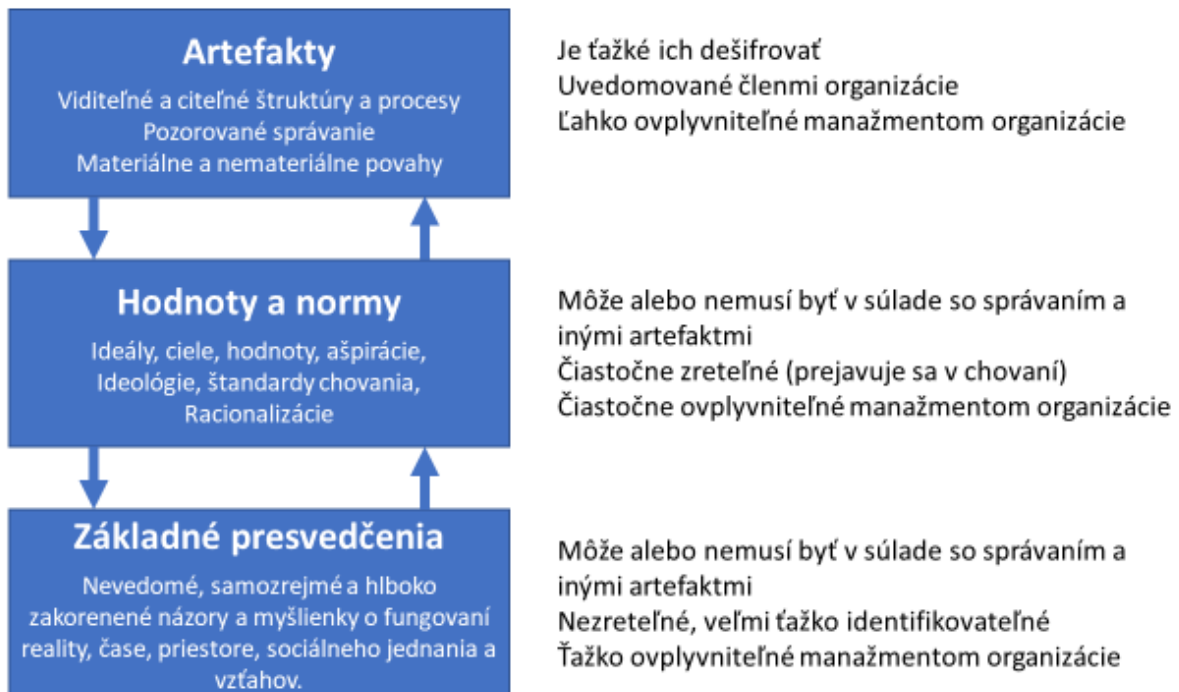 Artefakty
Viditeľné a citeľné štruktúry a procesy
Pozorované správanie
Materiálne a nemateriálne povahy
Je ťažké ich dešifrovať
Uvedomované členmi organizácie
Ľahko ovplyvniteľné manažmentom organizácie
Hodnoty a normy
Ideály, ciele, hodnoty, ašpirácie,
Ideológie, štandardy chovania,
Racionalizácie
Môže alebo nemusí byť v súlade so správaním a
inými artefaktmi
Čiastočne zreteľné (prejavuje sa v chovaní)
Čiastočne ovplyvniteľné manažmentom organizácie
Základné presvedčenia
Nevedomé, samozrejmé a hlboko
zakorenené názory a myšlienky o fungovaní
reality, čase, priestore, sociálneho jednania a
vzťahov.
Môže alebo nemusí byť v súlade so správaním a
inými artefaktmi
Nezreteľné, veľmi ťažko identifikovateľné
Ťažko ovplyvniteľné manažmentom organizácie